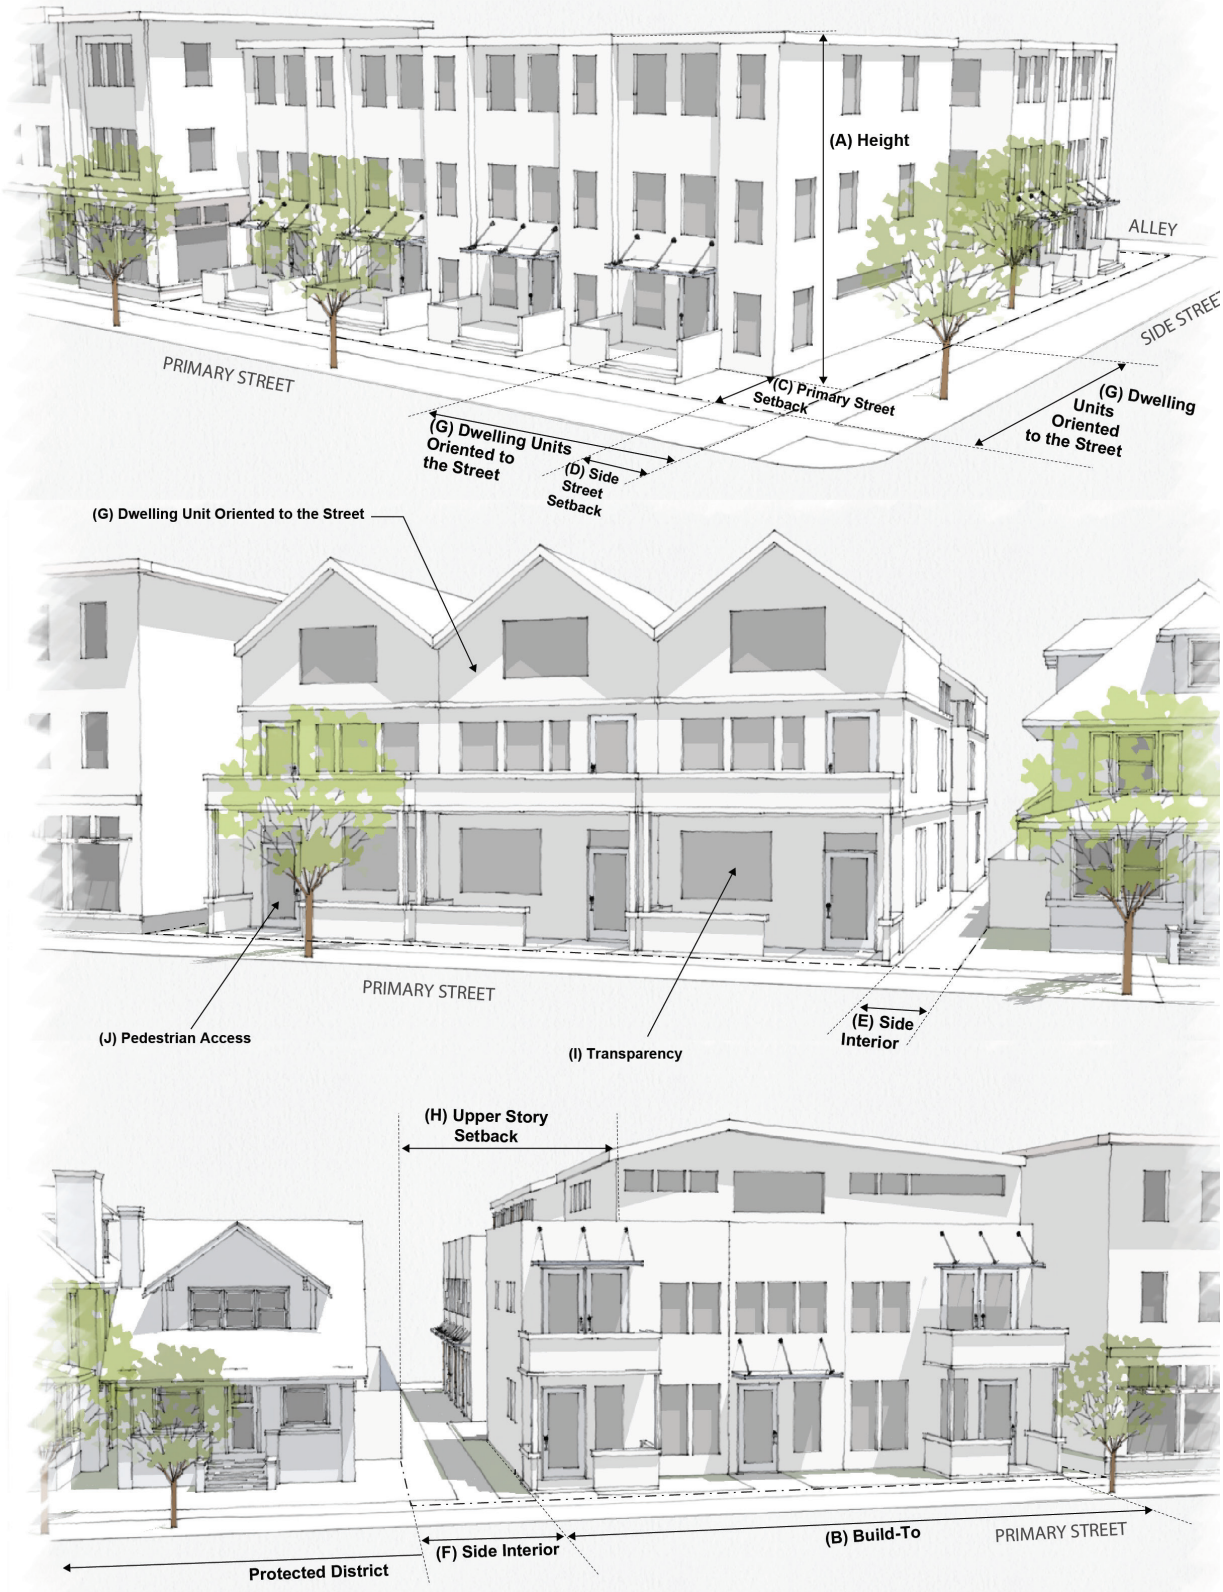 (A) Height
ALLEY
SIDE STREET
PRIMARY STREET
(C) Primary Street
Setback
(G) Dwelling
Units
Oriented
to the Street
(G) Dwelling Units
Oriented to
the Street
(D) Side
Street
Setback
(G) Dwelling Unit Oriented to the Street
PRIMARY STREET
(J) Pedestrian Access
(I) Transparency
(E) Side
Interior
(H) Upper Story
Setback
(B) Build-To
PRIMARY STREET
(F) Side Interior
Protected District